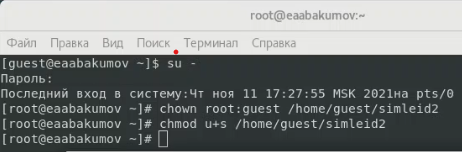 root@eaabakumov:~
Файл Правка Вид Поиск Терминал Справка
[guest@eaabakumov ~]$ su -
Пароль:
Последний вход в систему:Чт ноя 11 17:27:55 MSK 2021на pts/0
[root@eaabakumov ~]# chown root:guest /home/guest/simleid2
[root@eaabakumov ~]# chmod u+s /home/guest/simleid2
[root@eaabakumov ~]#